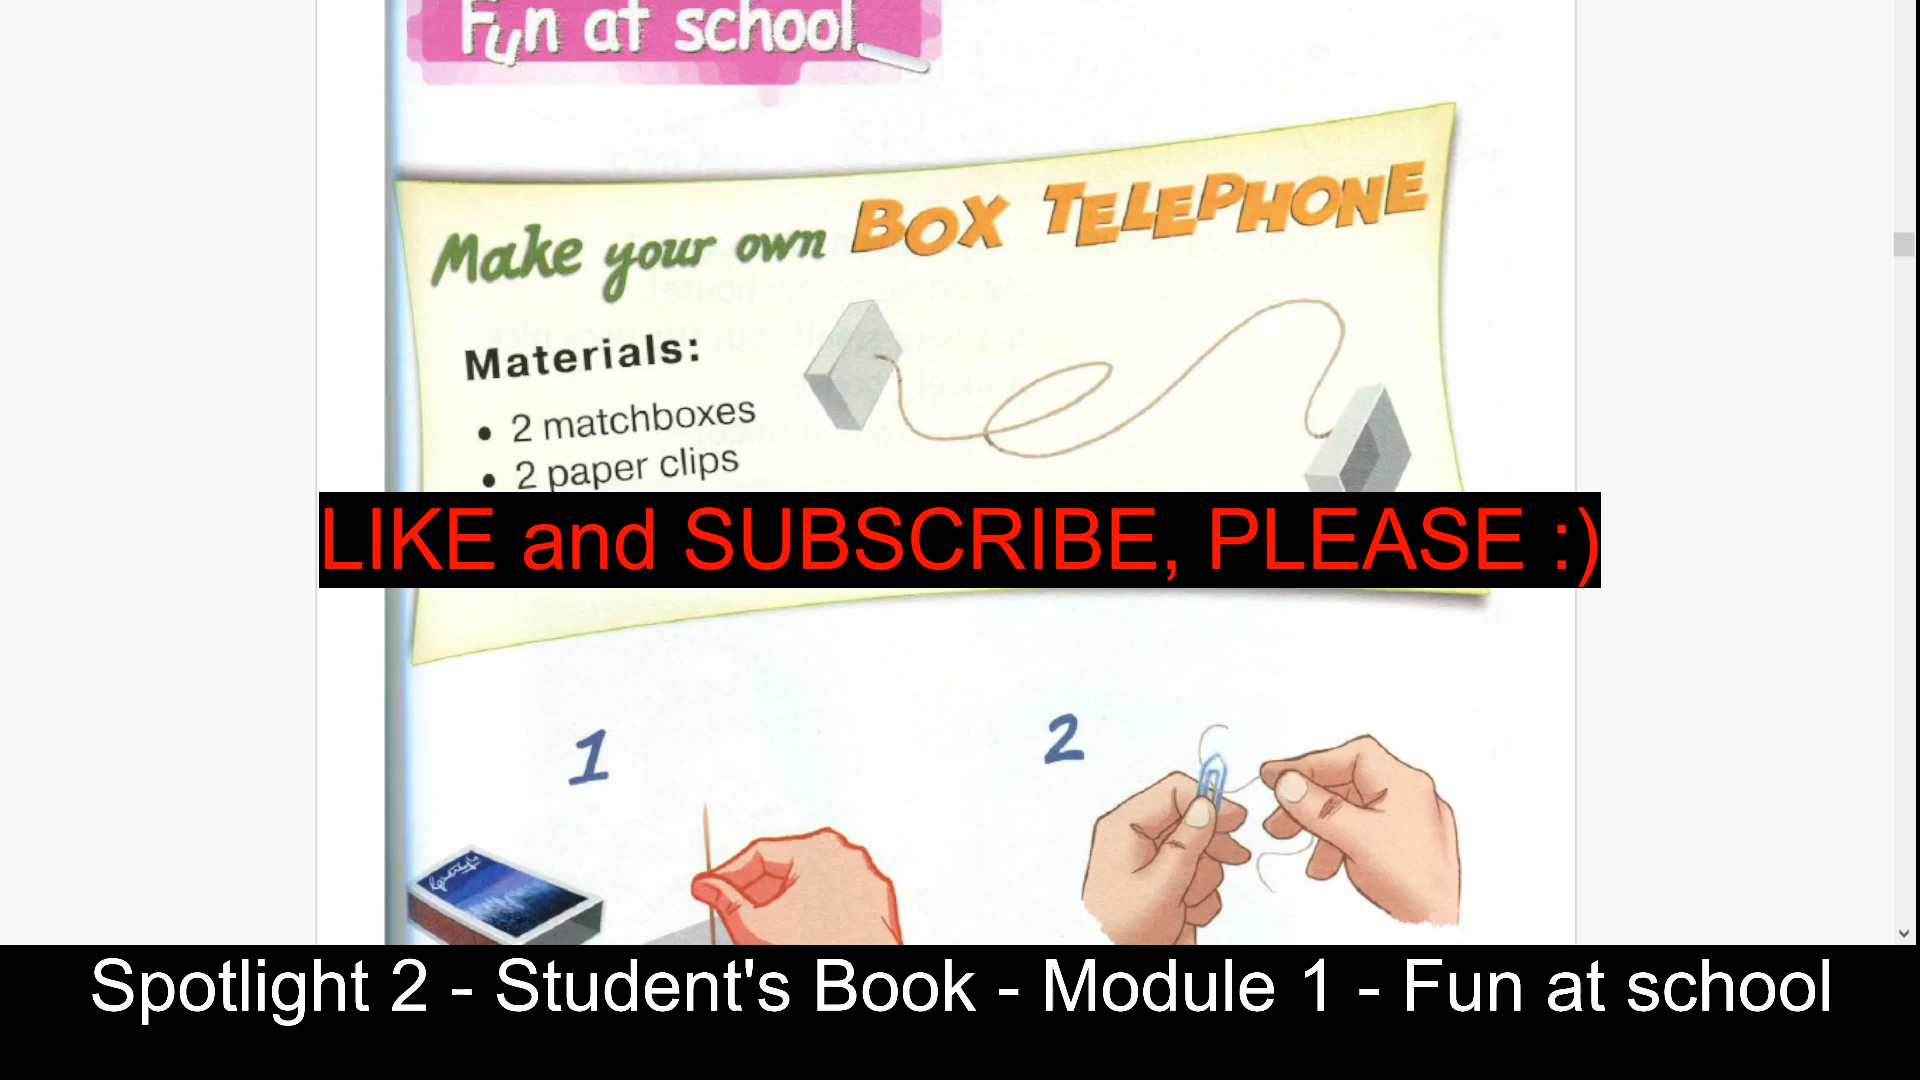 Fun at school
Make your own BOX TELEPHONE
Materials:
• 2 matchboxes
• 2 paper clips
LIKE and SUBSCRIBE, PLEASE :)
1
2
Spotlight 2 - Student's Book - Module 1 - Fun at school